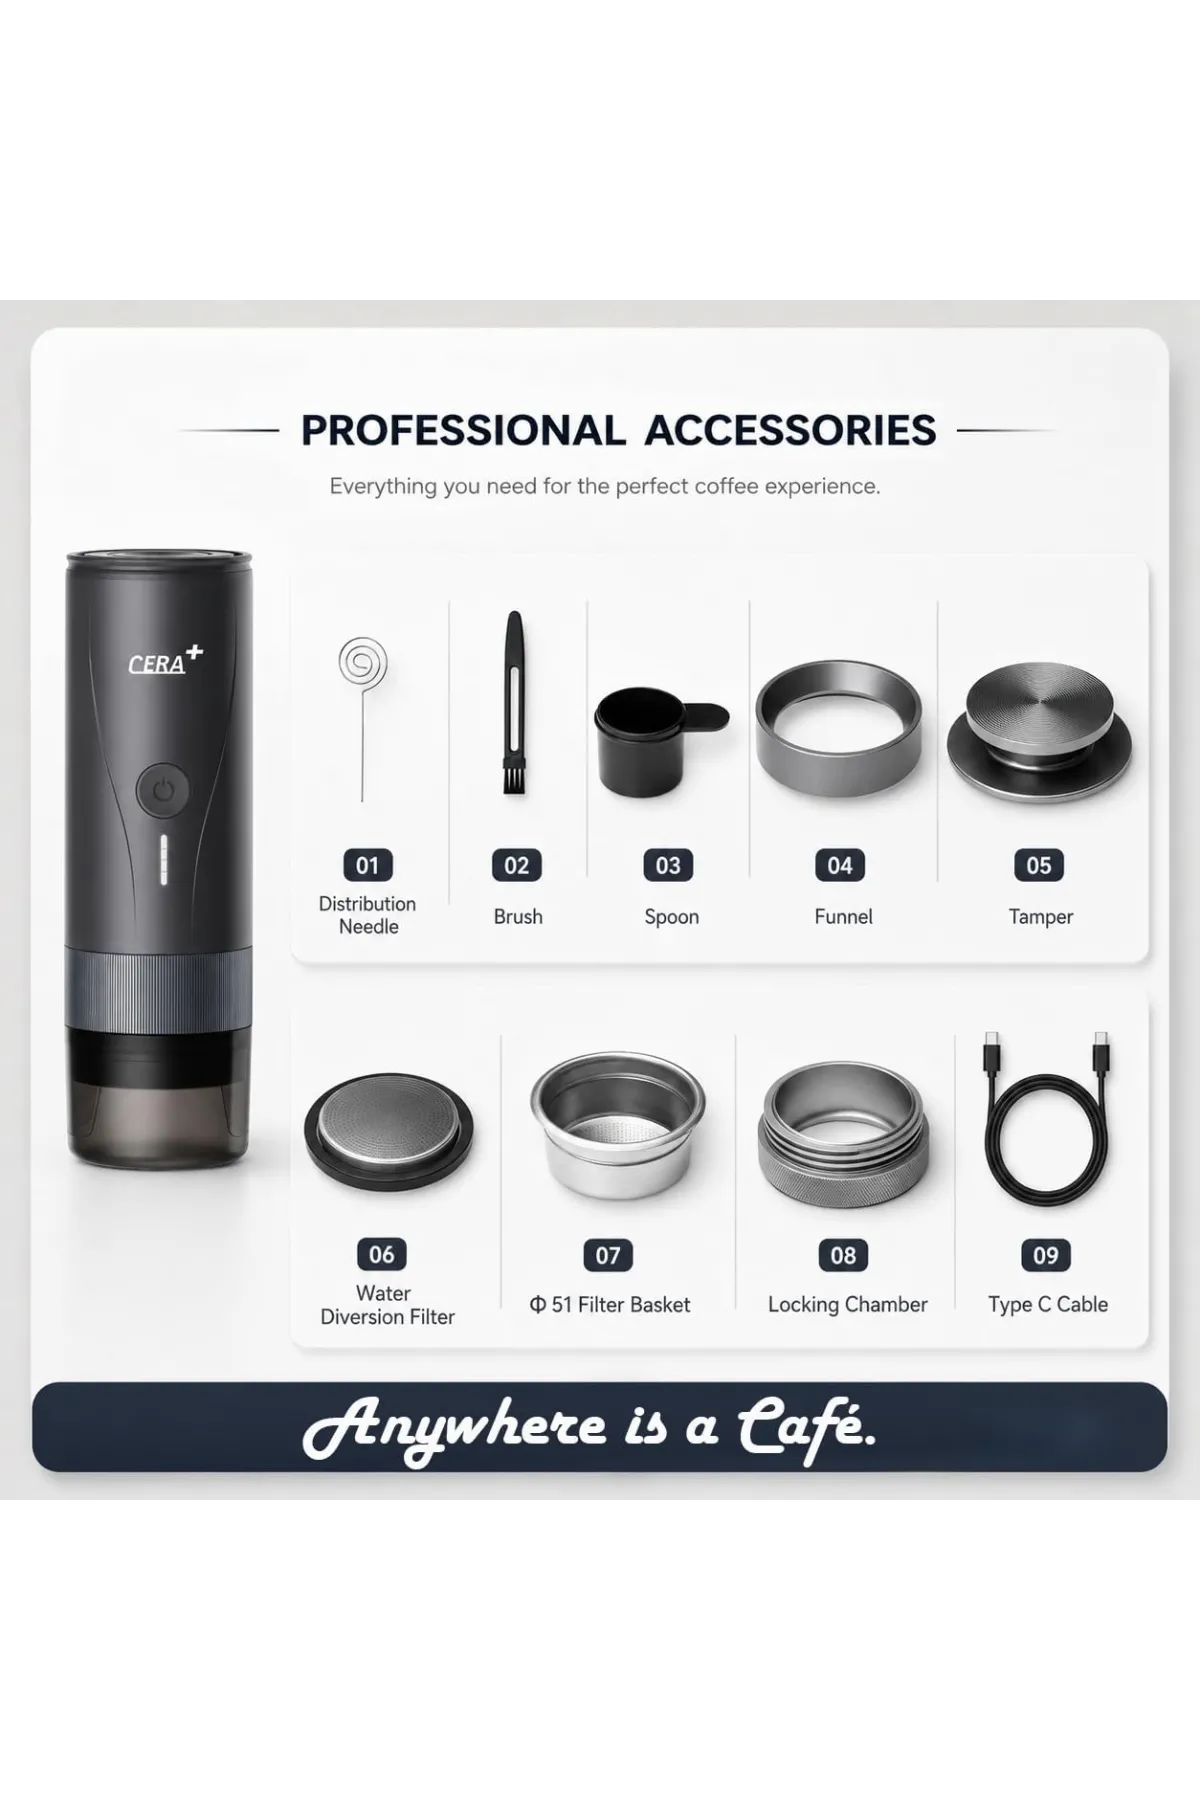 PROFESSIONAL ACCESSORIES
Everything you need for the perfect coffee experience.
CERA+
01
Distribution
Needle
02
Brush
03
Spoon
04
Funnel
05
Tamper
06
Water
Diversion Filter
07
Φ 51 Filter Basket
08
Locking Chamber
09
Type C Cable
Anywhere is a Café.